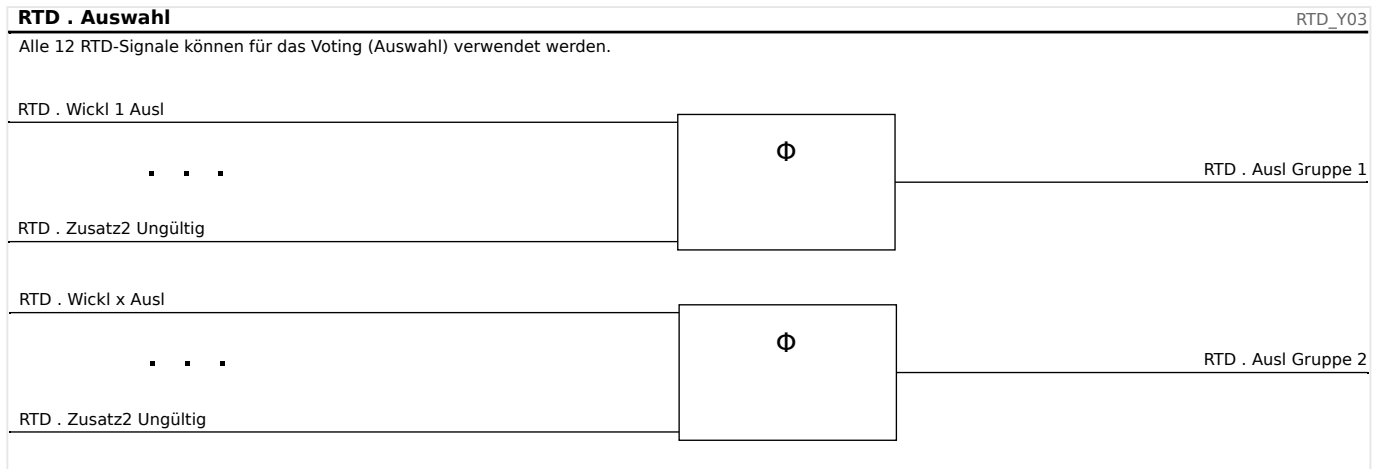 RTD . Auswahl
RTD_Y03
Alle 12 RTD-Signale können für das Voting (Auswahl) verwendet werden.
RTD . Wickl 1 Ausl
Φ
. . .
RTD . Ausl Gruppe 1
RTD . Zusatz2 Ungültig
RTD . Wickl x Ausl
Φ
. . .
RTD . Ausl Gruppe 2
RTD . Zusatz2 Ungültig